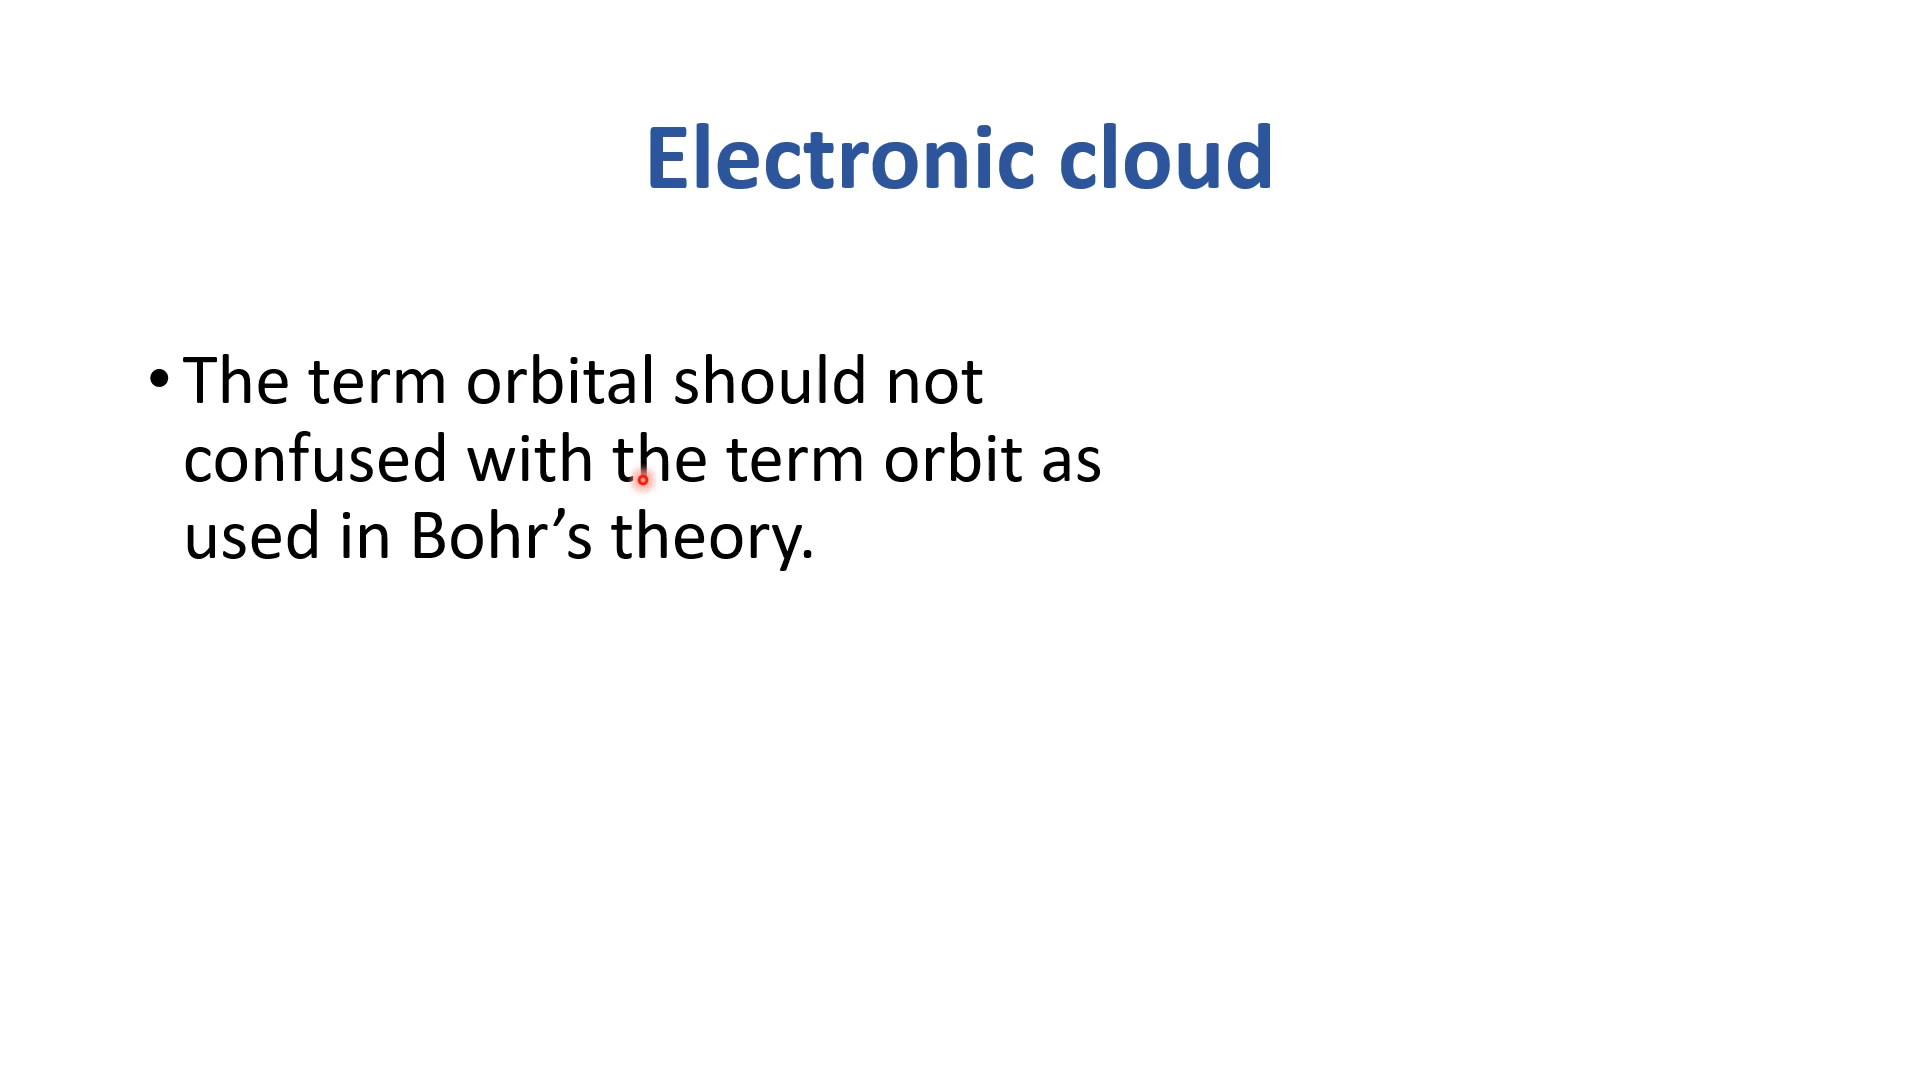 Electronic cloud
• The term orbital should not
confused with the term orbit as
used in Bohr’s theory.